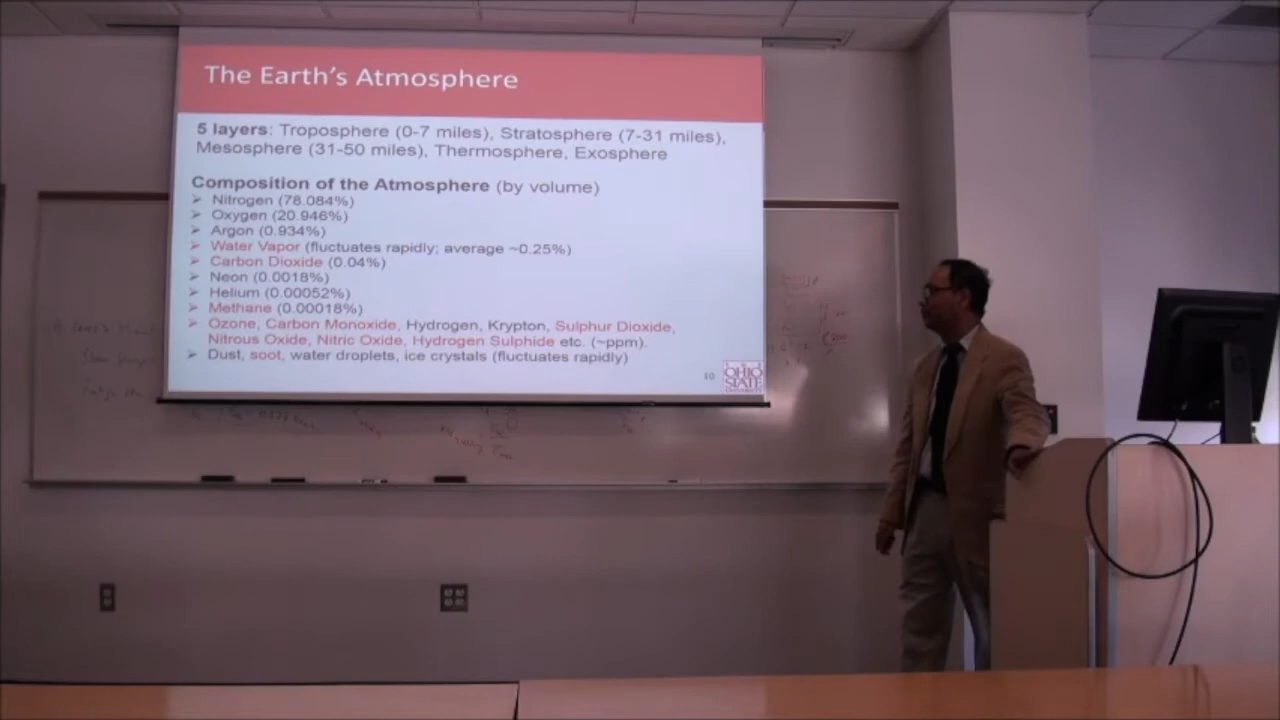 The Earth's Atmosphere
5 layers: Troposphere (0-7 miles), Stratosphere (7-31 miles),
Mesosphere (31-50 miles), Thermosphere, Exosphere
Composition of the Atmosphere (by volume)
➢ Nitrogen (78.084%)
➢ Oxygen (20.946%)
➢ Argon (0.934%)
➢ Water Vapor (fluctuates rapidly; average ~0.25%)
➢ Carbon Dioxide (0.04%)
➢ Neon (0.0018%)
➢ Helium (0.00052%)
➢ Methane (0.00018%)
➢ Ozone, Carbon Monoxide, Hydrogen, Krypton, Sulphur Dioxide,
Nitrous Oxide, Nitric Oxide, Hydrogen Sulphide etc. (~ppm).
➢ Dust, soot, water droplets, ice crystals (fluctuates rapidly)
10
OHIO
STATE